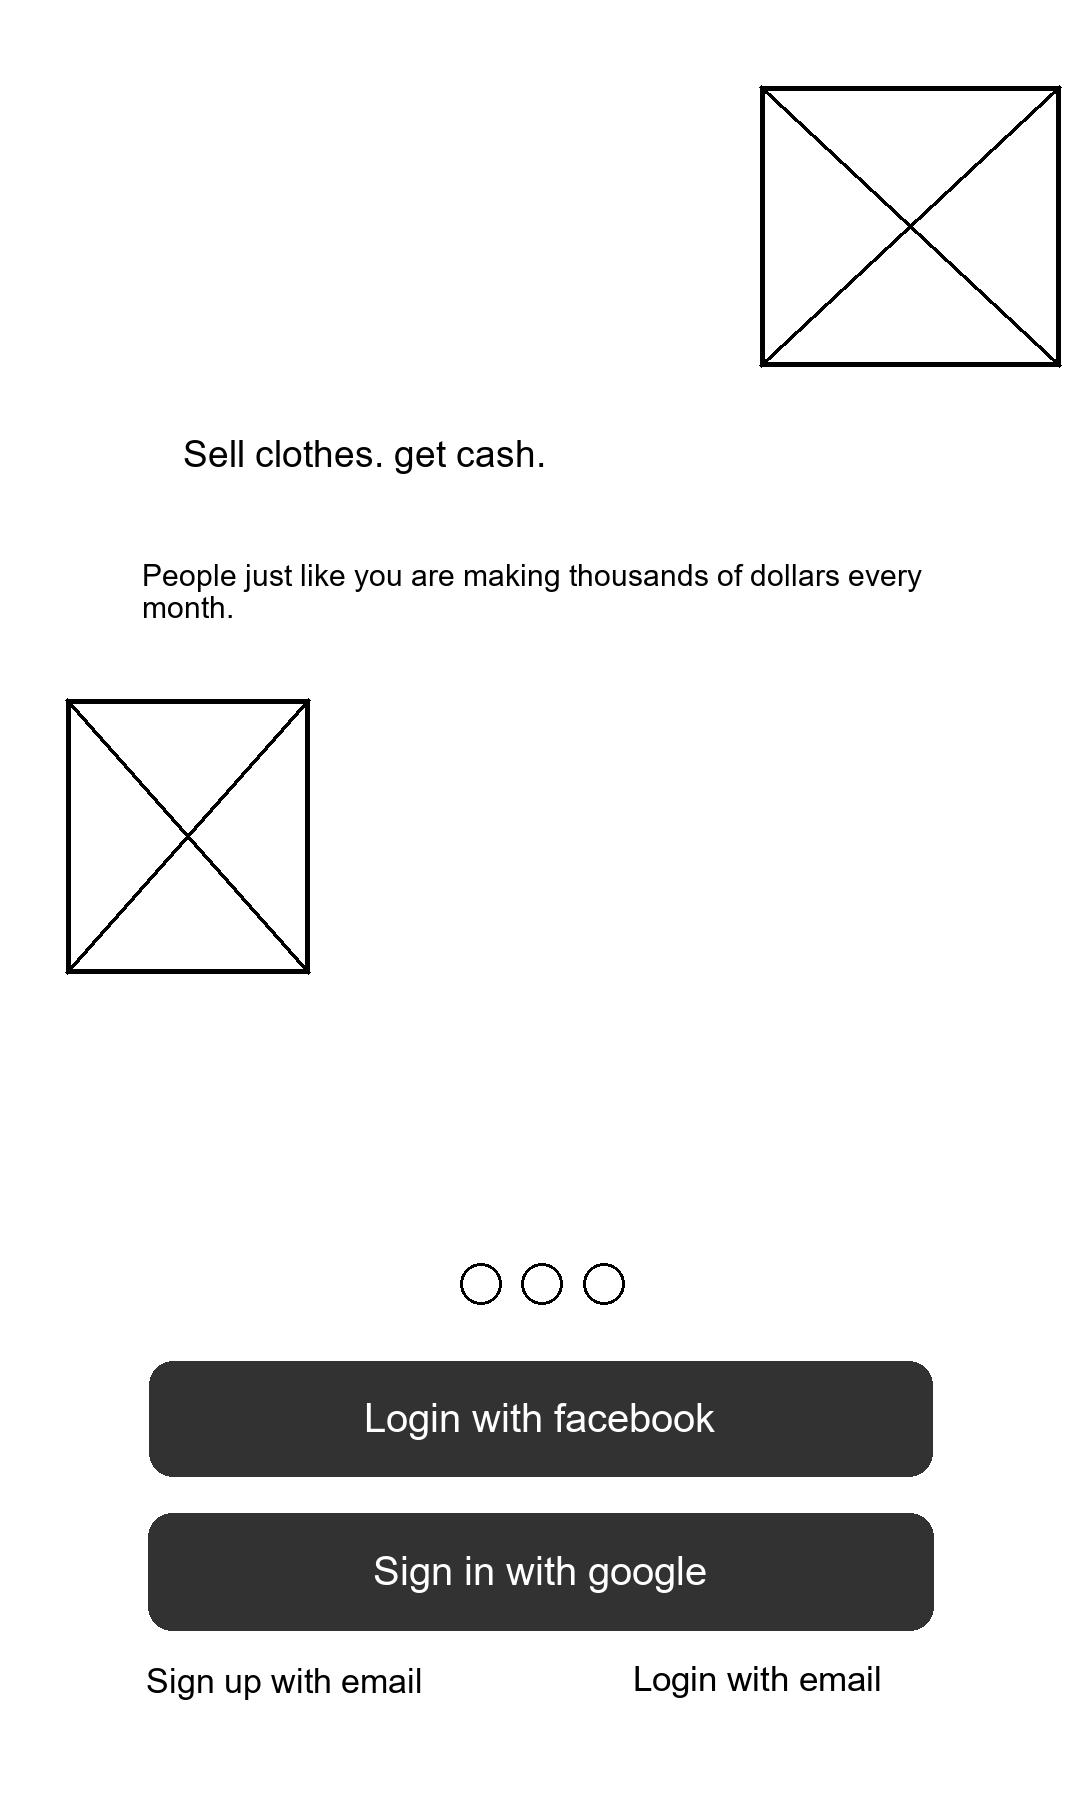 Sell clothes. get cash.
People just like you are making thousands of dollars every
month.
Login with facebook
Sign in with google
Sign up with email
Login with email